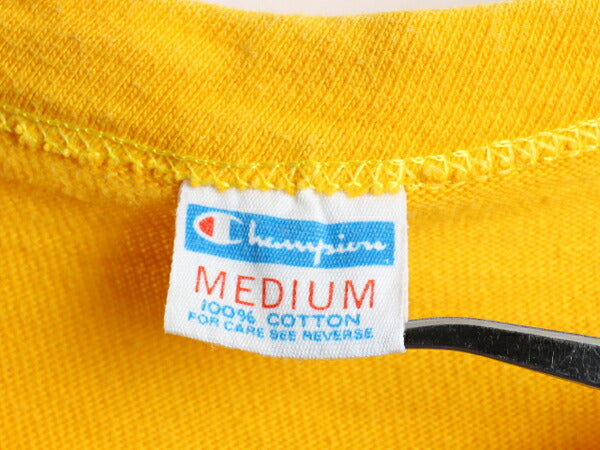 Champion
MEDIUM
100% COTTON
FOR CARE SEE REVERSE